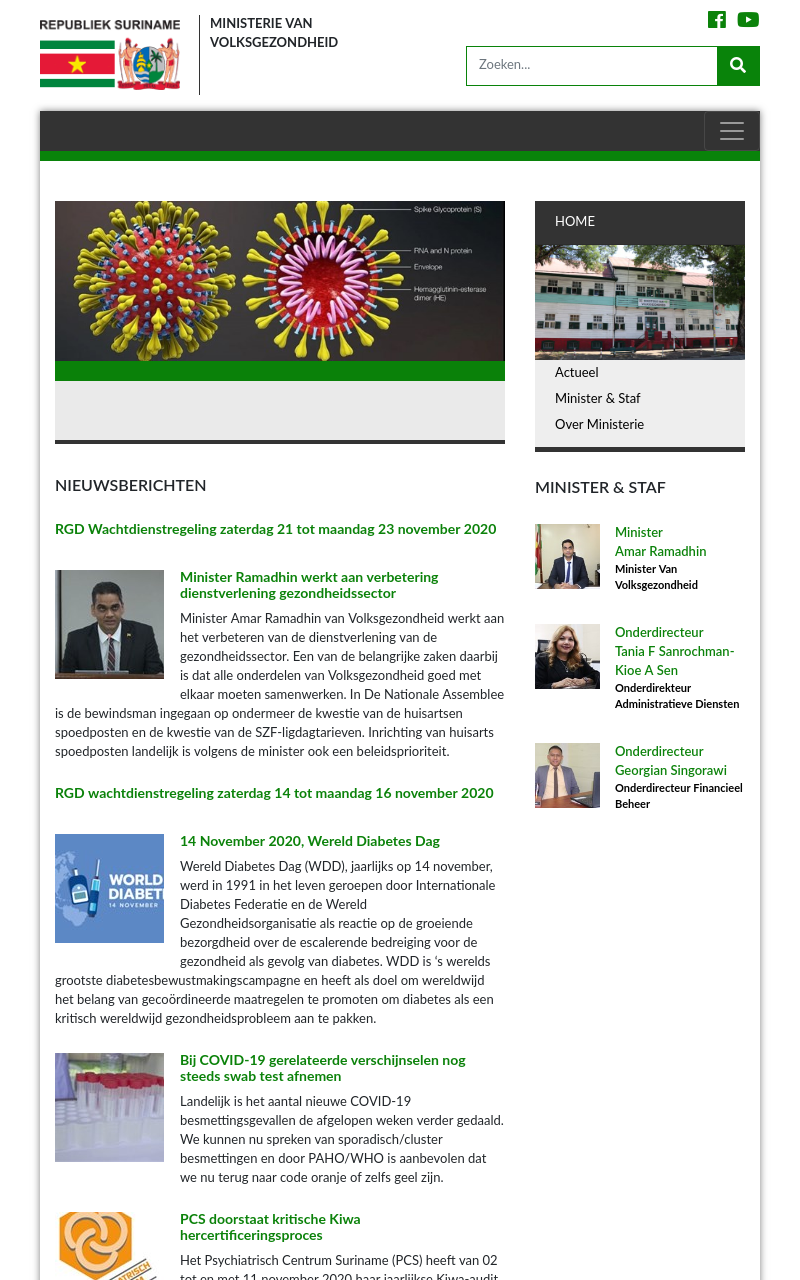 REPUBLIEK SURINAME
MINISTERIE VAN
VOLKSGEZONDHEID
Zoeken...
Spike Glycoprotein (S)
RNA and N protein
Envelope
Hemagglutinin-esterase
dimer (HE)
NIEUWSBERICHTEN
RGD Wachtdienstregeling zaterdag 21 tot maandag 23 november 2020
Minister Ramadhin werkt aan verbetering
dienstverlening gezondheidssector
Minister Amar Ramadhin van Volksgezondheid werkt aan
het verbeteren van de dienstverlening van de
gezondheidssector. Een van de belangrijke zaken daarbij
is dat alle onderdelen van Volksgezondheid goed met
elkaar moeten samenwerken. In De Nationale Assemblee
is de bewindsman ingegaan op ondermeer de kwestie van de huisartsen
spoedposten en de kwestie van de SZF-ligdagtarieven. Inrichting van huisarts
spoedposten landelijk is volgens de minister ook een beleidsprioriteit.
RGD wachtdienstregeling zaterdag 14 tot maandag 16 november 2020
WORLD
DIABET
14 NOVEMBER
14 November 2020, Wereld Diabetes Dag
Wereld Diabetes Dag (WDD), jaarlijks op 14 november,
werd in 1991 in het leven geroepen door Internationale
Diabetes Federatie en de Wereld
Gezondheidsorganisatie als reactie op de groeiende
bezorgdheid over de escalerende bedreiging voor de
gezondheid als gevolg van diabetes. WDD is ‘s werelds
grootste diabetesbewustmakingscampagne en heeft als doel om wereldwijd
het belang van gecoördineerde maatregelen te promoten om diabetes als een
kritisch wereldwijd gezondheidsprobleem aan te pakken.
Bij COVID-19 gerelateerde verschijnselen nog
steeds swab test afnemen
Landelijk is het aantal nieuwe COVID-19
besmettingsgevallen de afgelopen weken verder gedaald.
We kunnen nu spreken van sporadisch/cluster
besmettingen en door PAHO/WHO is aanbevolen dat
we nu terug naar code oranje of zelfs geel zijn.
PCS doorstaat kritische Kiwa
hercertificeringsproces
Het Psychiatrisch Centrum Suriname (PCS) heeft van 02
tot en met 11 november 2020 haar jaarlijkse Kiwa-audit
HOME
Actueel
Minister & Staf
Over Ministerie
MINISTER & STAF
Minister
Amar Ramadhin
Minister Van
Volksgezondheid
Onderdirecteur
Tania F Sanrochman-
Kioe A Sen
Onderdirekteur
Administratieve Diensten
Onderdirecteur
Georgian Singorawi
Onderdirecteur Financieel
Beheer